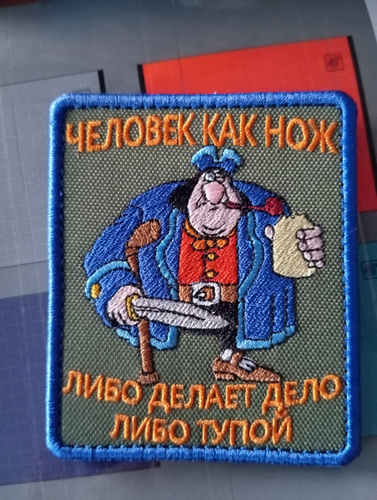 ЧЕЛОВЕК КАК НОЖ
ЛИБО ДЕЛАЕТ ДЕЛО
ЛИБО ТУПОЙ